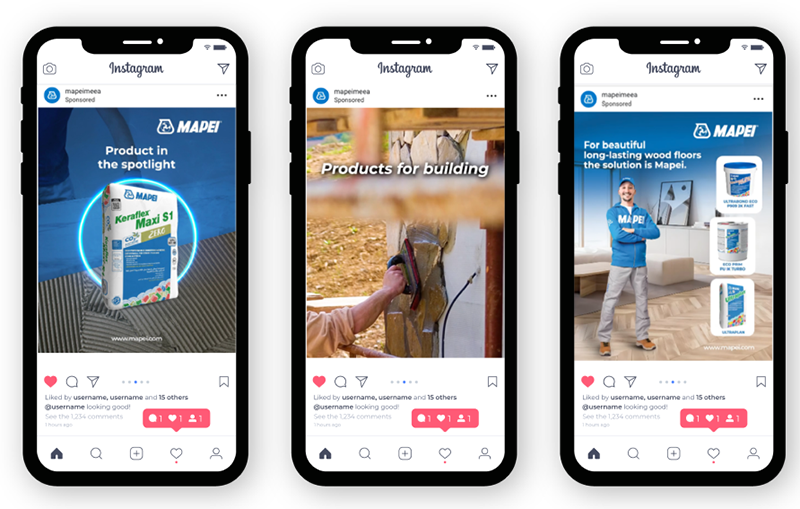 Instagram
mapeimeea
Sponsored
MAPEI
Product in
the spotlight
MAPEI
Keraflex
Maxi S1
ZERO
www.mapei.com
Liked by username, username and 15 others
@username looking good!
See the 1,234 comments
1 hours ago
1 1 1
Instagram
mapeimeea
Sponsored
Products for building
Liked by username, username and 15 others
@username looking good!
See the 1,234 comments
1 hours ago
1 1 1
Instagram
mapeimeea
Sponsored
MAPEI
For beautiful
long-lasting wood floors
the solution is Mapei.
MAPEI
ULTRABOND ECO
ECO PRIM
PU 1K TURBO
ULTRAPLAN
www.mapei.com
Liked by username, username and 15 others
@username looking good!
See the 1,234 comments
1 hours ago
1 1 1